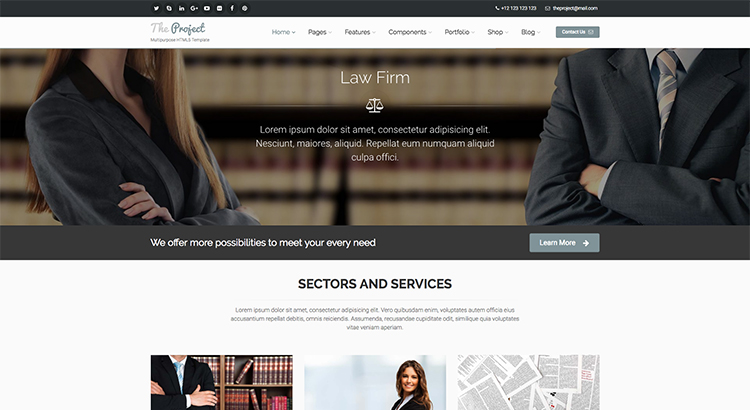 +12 123 123 123 theproject@mail.com
The Project
Multipurpose HTML5 Template
Home Pages Features Components Portfolio Shop Blog Contact Us
Law Firm
Lorem ipsum dolor sit amet, consectetur adipisicing elit.
Nesciunt, maiores, aliquid. Repellat eum numquam aliquid
culpa offici.
We offer more possibilities to meet your every need
Learn More
SECTORS AND SERVICES
Lorem ipsum dolor sit amet, consectetur adipisicing elit. Vero quibusdam enim, voluptates autem dolor etius
accusantium repellat debitis, omnis reiciendis. Assumenda, recusandae cupiditate odit, similique quia voluptates
vitae veniam aperiam.